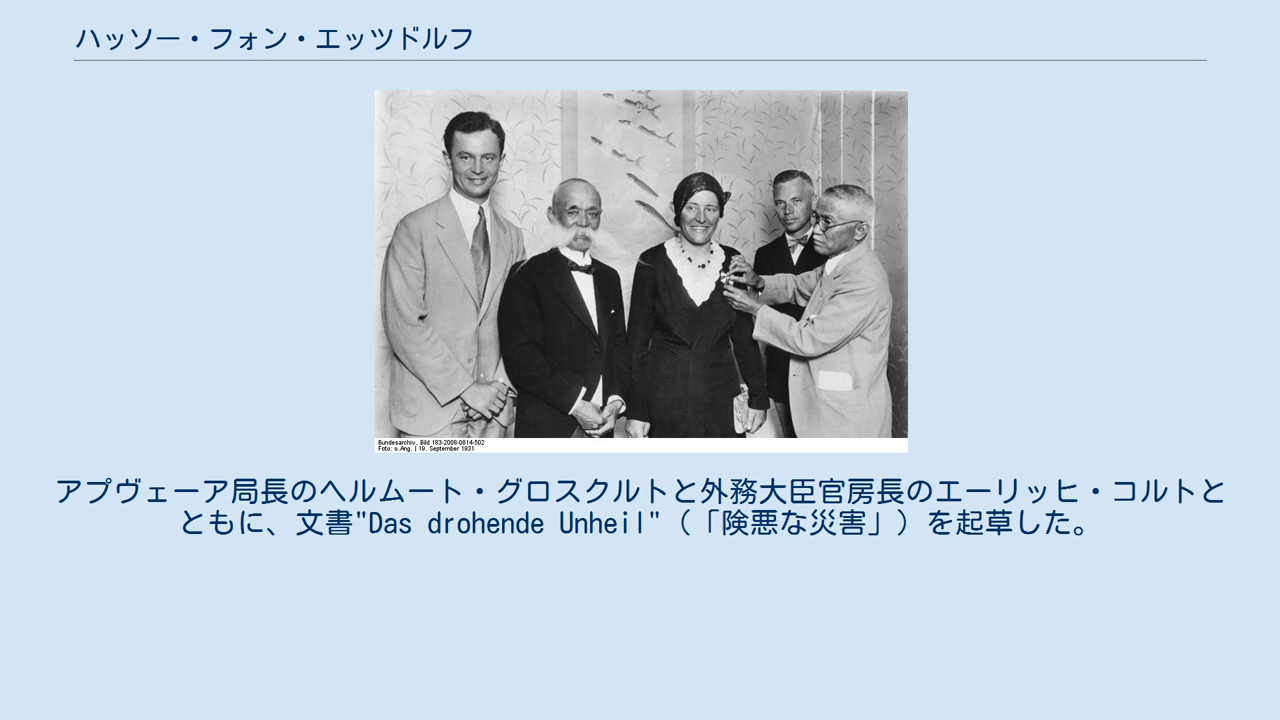 ハッソー・フォン・エッツドルフ
Bundesarchiv, Bild 183-2008-0814-502
Foto: o.Ang. | 19. September 1931
アプヴェーア局長のヘルムート・グロスクルトと外務大臣官房長のエーリッヒ・コルトと
ともに、文書"Das drohende Unheil"（「険悪な災害」）を起草した。